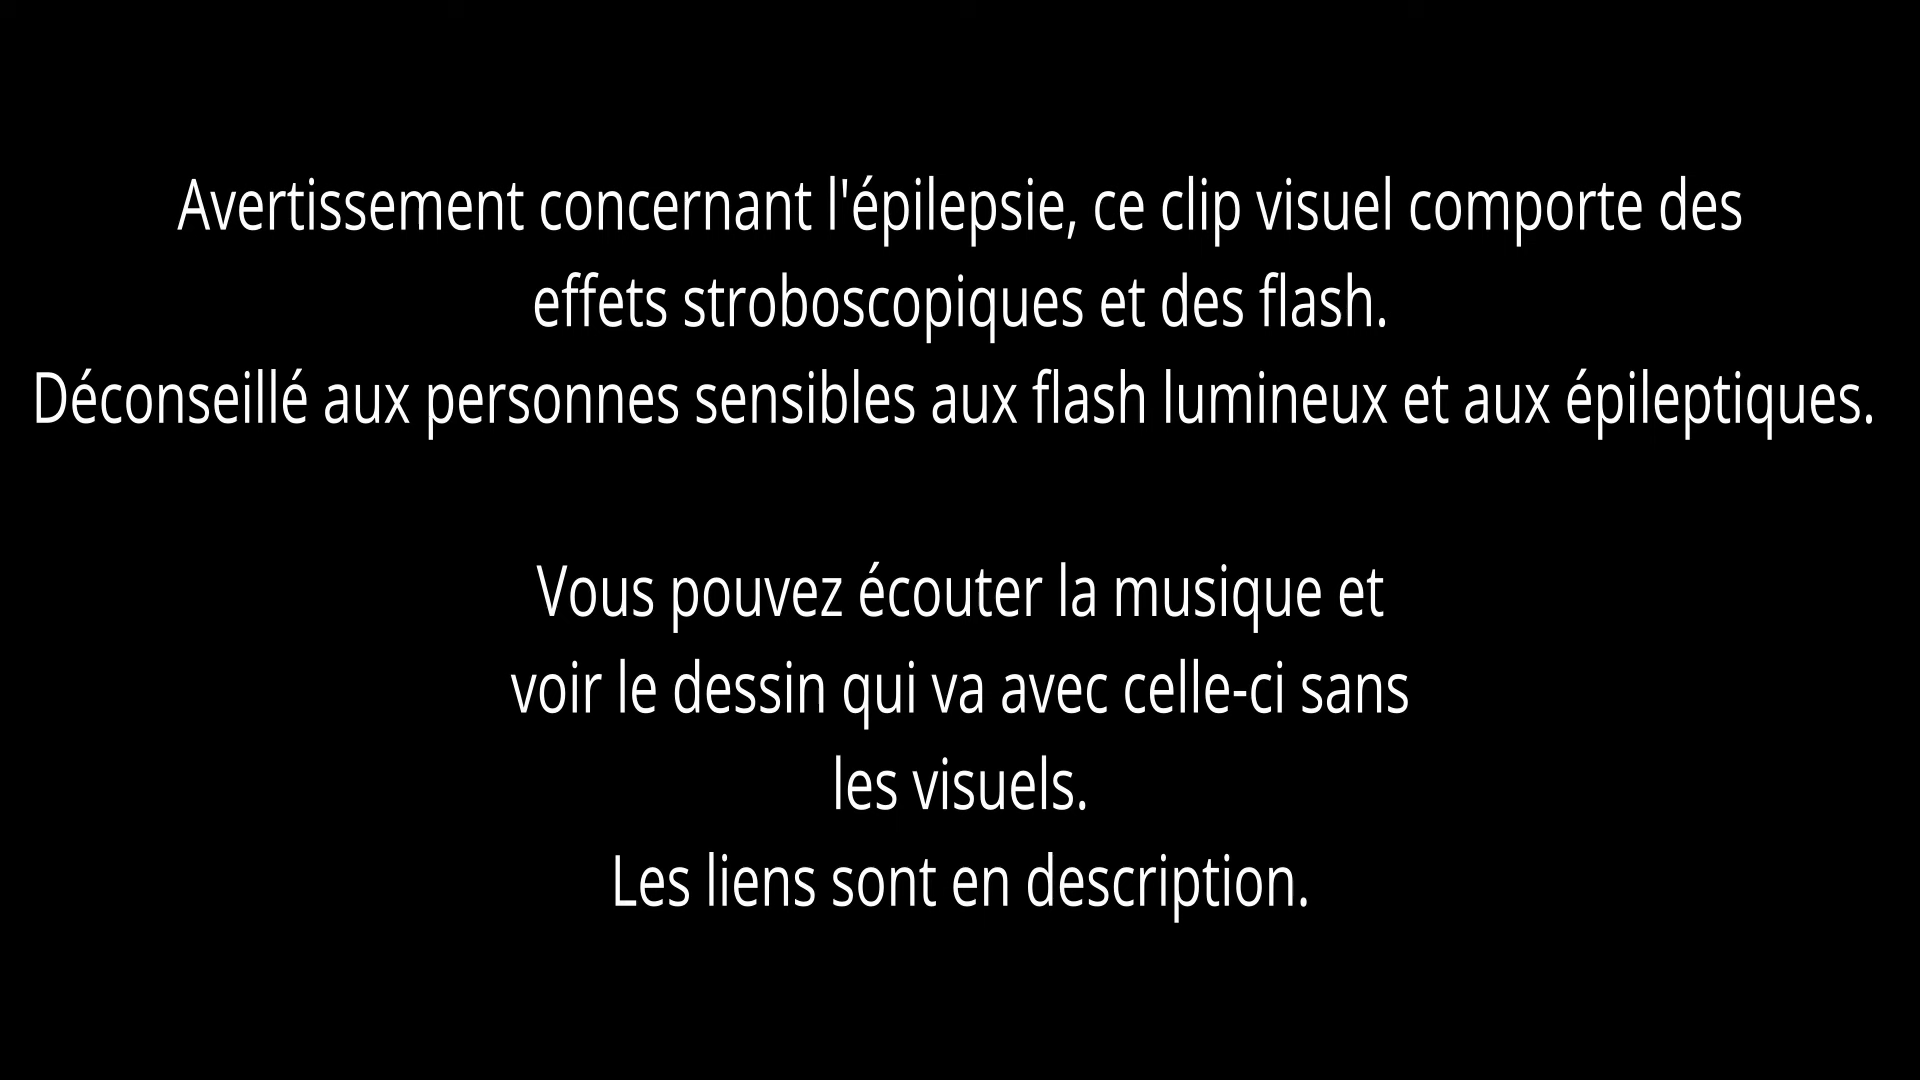 Avertissement concernant l'épilepsie, ce clip visuel comporte des
effets stroboscopiques et des flash.
Déconseillé aux personnes sensibles aux flash lumineux et aux épileptiques.
Vous pouvez écouter la musique et
voir le dessin qui va avec celle-ci sans
les visuels.
Les liens sont en description.